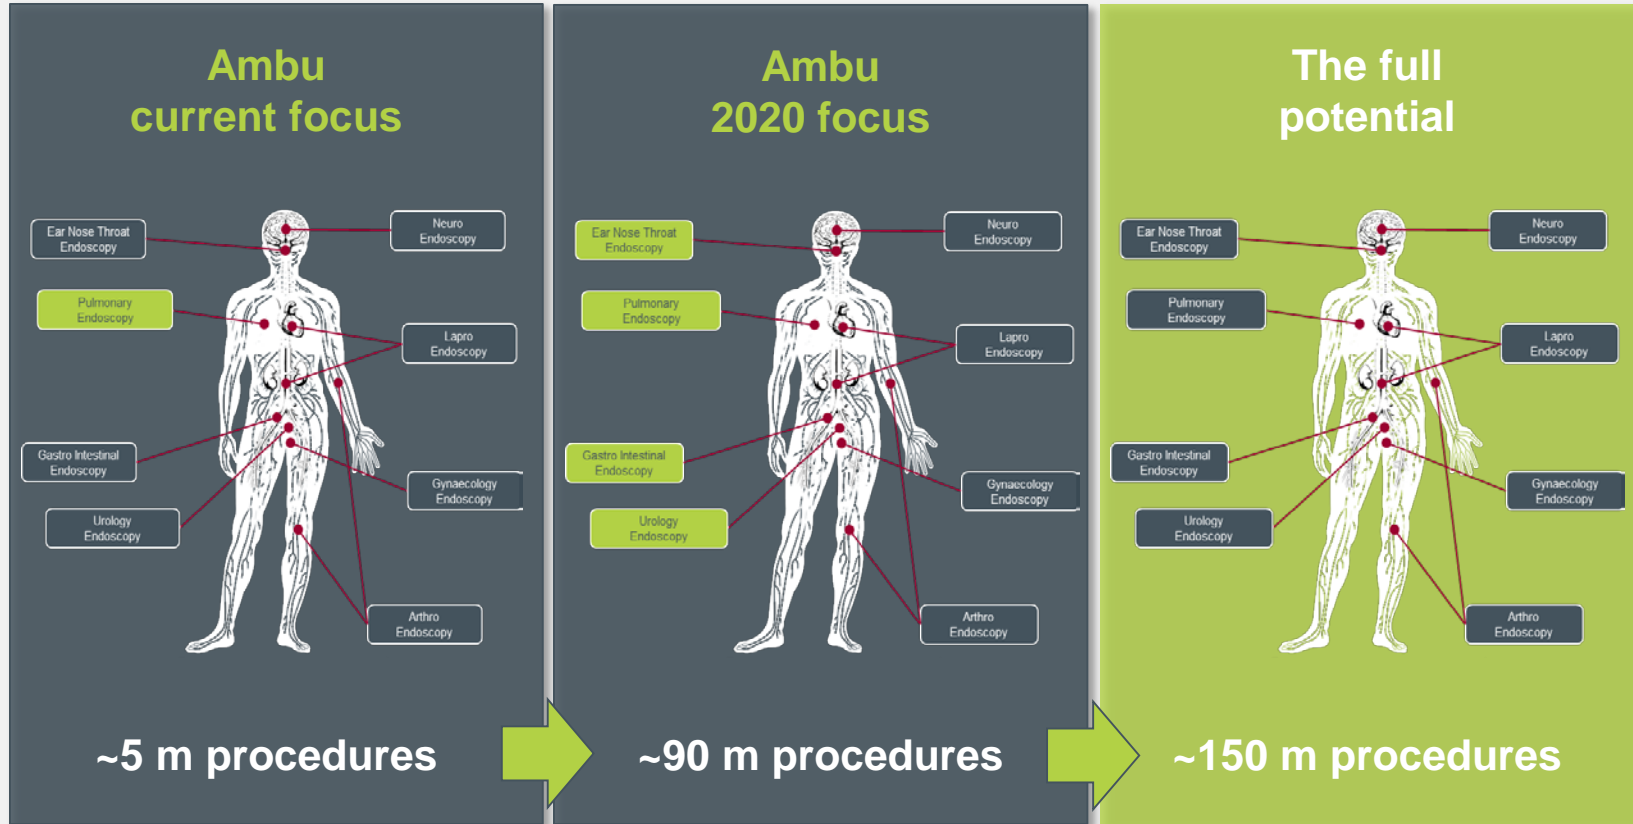 Ambu
current focus
Ear Nose Throat
Endoscopy
Neuro
Endoscopy
Pulmonary
Endoscopy
Lapro
Endoscopy
Gastro Intestinal
Endoscopy
Gynaecology
Endoscopy
Urology
Endoscopy
Arthro
Endoscopy
~5 m procedures
Ambu
2020 focus
Ear Nose Throat
Endoscopy
Neuro
Endoscopy
Pulmonary
Endoscopy
Lapro
Endoscopy
Gastro Intestinal
Endoscopy
Gynaecology
Endoscopy
Urology
Endoscopy
Arthro
Endoscopy
~90 m procedures
The full
potential
Ear Nose Throat
Endoscopy
Neuro
Endoscopy
Pulmonary
Endoscopy
Lapro
Endoscopy
Gastro Intestinal
Endoscopy
Gynaecology
Endoscopy
Urology
Endoscopy
Arthro
Endoscopy
~150 m procedures